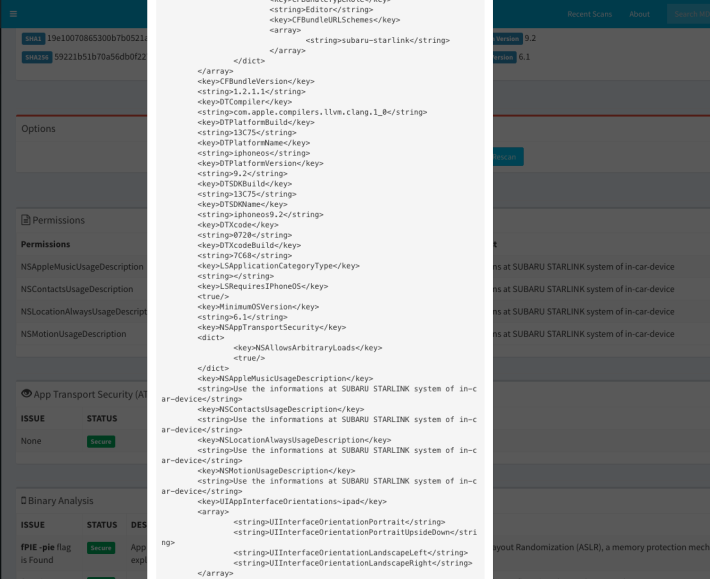 Recent Scans About Search MD5
<key>CFBundleTypeRole</key>
<string>Editor</string>
<key>CFBundleURLSchemes</key>
<array>
<string>subaru-starlink</string>
</array>
</dict>
</array>
SHA1 19e10070865300b7b0521
SHA256 59221b51b70a56db0f22
Version 9.2
Version 6.1
<key>CFBundleVersion</key>
<string>1.2.1.1</string>
<key>DTCompiler</key>
<string>com.apple.compilers.llvm.clang.1_0</string>
<key>DTPlatformBuild</key>
<string>13C75</string>
<key>DTPlatformName</key>
<string>iphoneos</string>
<key>DTPlatformVersion</key>
<string>9.2</string>
<key>DTSDKBuild</key>
<string>13C75</string>
<key>DTSDKName</key>
<string>iphoneos9.2</string>
<key>DTXcode</key>
<string>0720</string>
<key>DTXcodeBuild</key>
<string>7C68</string>
<key>LSApplicationCategoryType</key>
<string></string>
<key>LSRequiresIPhoneOS</key>
<true/>
<key>MinimumOSVersion</key>
<string>6.1</string>
<key>NSAppTransportSecurity</key>
<dict>
<key>NSAllowsArbitraryLoads</key>
<true/>
</dict>
<key>NSAppleMusicUsageDescription</key>
<string>Use the informations at SUBARU STARLINK system of in-c
ar-device</string>
<key>NSContactsUsageDescription</key>
<string>Use the informations at SUBARU STARLINK system of in-c
ar-device</string>
<key>NSLocationAlwaysUsageDescription</key>
<string>Use the informations at SUBARU STARLINK system of in-c
ar-device</string>
<key>NSMotionUsageDescription</key>
<string>Use the informations at SUBARU STARLINK system of in-c
ar-device</string>
<key>UIAppInterfaceOrientations~ipad</key>
<array>
<string>UIInterfaceOrientationPortrait</string>
<string>UIInterfaceOrientationPortraitUpsideDown</stri
ng>
<string>UIInterfaceOrientationLandscapeLeft</string>
<string>UIInterfaceOrientationLandscapeRight</string>
</array>
Options
Rescan
Permissions
Permissions
NSAppleMusicUsageDescription
ns at SUBARU STARLINK system of in-car-device
NSContactsUsageDescription
ns at SUBARU STARLINK system of in-car-device
NSLocationAlwaysUsageDescript
ns at SUBARU STARLINK system of in-car-device
NSMotionUsageDescription
ns at SUBARU STARLINK system of in-car-device
App Transport Security (AT
ISSUE STATUS
None Secure
Binary Analysis
ISSUE STATUS DES
fPIE -pie flag
is Found
Secure
App
expl
ayout Randomization (ASLR), a memory protection mech